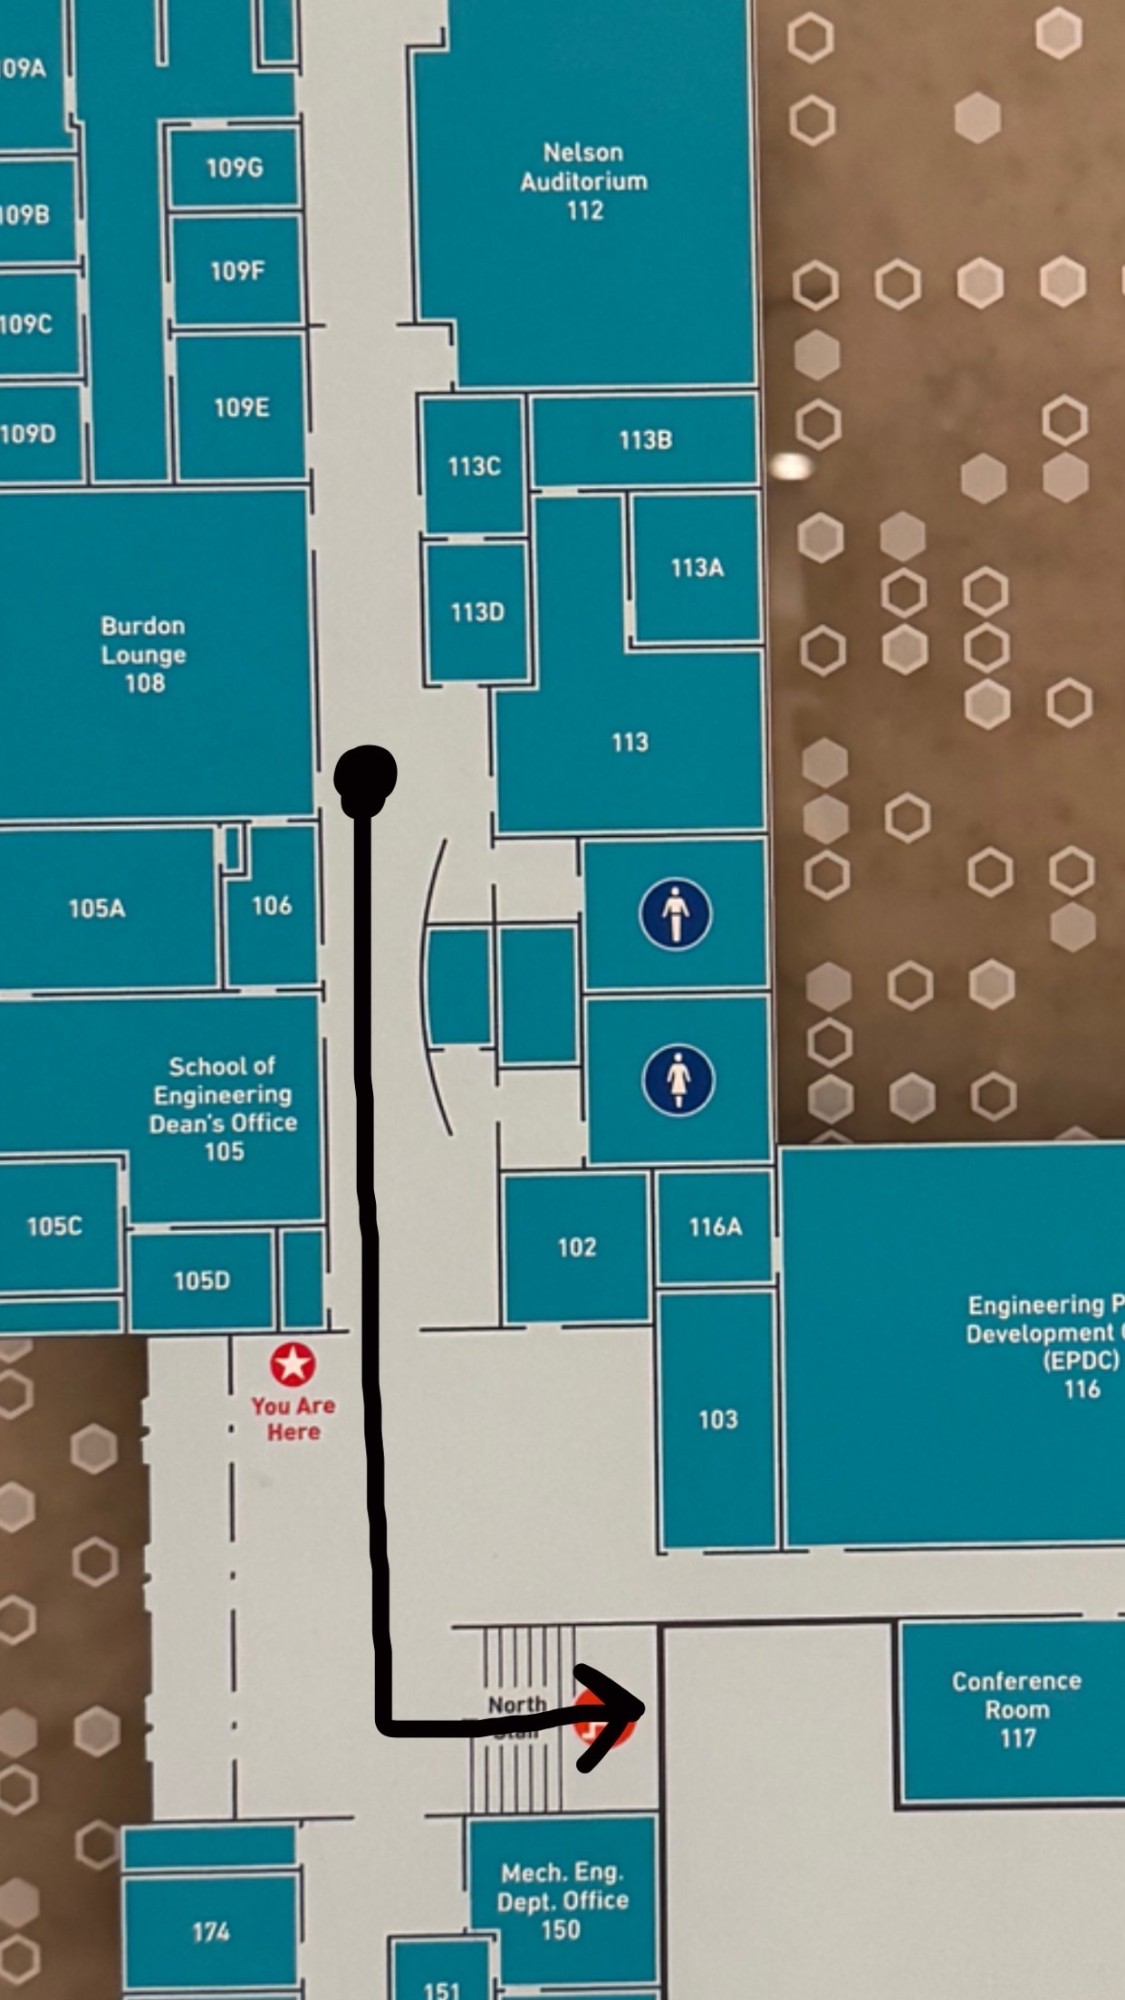 09A
109G
Nelson
Auditorium
112
109B
109F
109C
109E
109D
113B
113C
113A
113D
Burdon
Lounge
108
113
105A
106
School of
Engineering
Dean's Office
105
105C
102
116A
105D
Engineering P
Development
(EPDC)
116
You Are
Here
103
North
Conference
Room
117
Mech. Eng.
Dept. Office
150
174
151